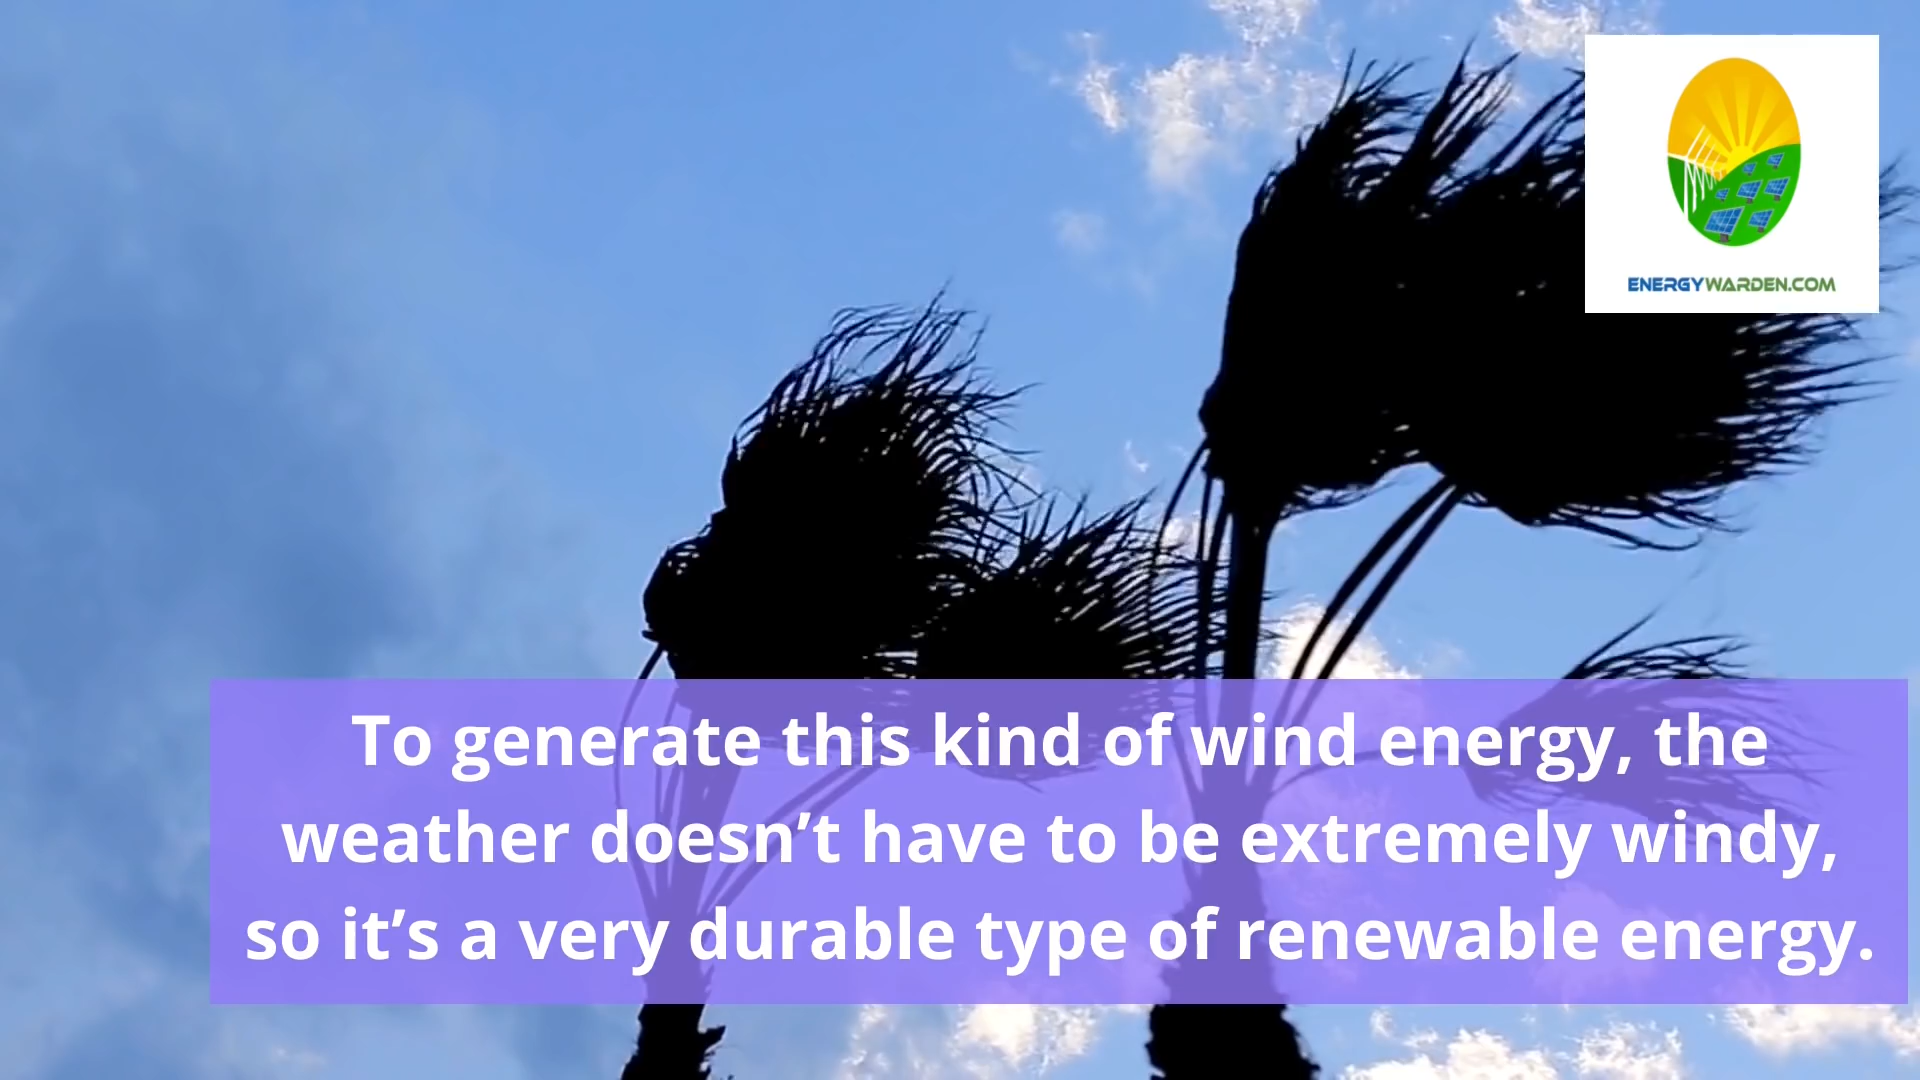 ENERGYWARDEN.COM
To generate this kind of wind energy, the
weather doesn’t have to be extremely windy,
so it’s a very durable type of renewable energy.